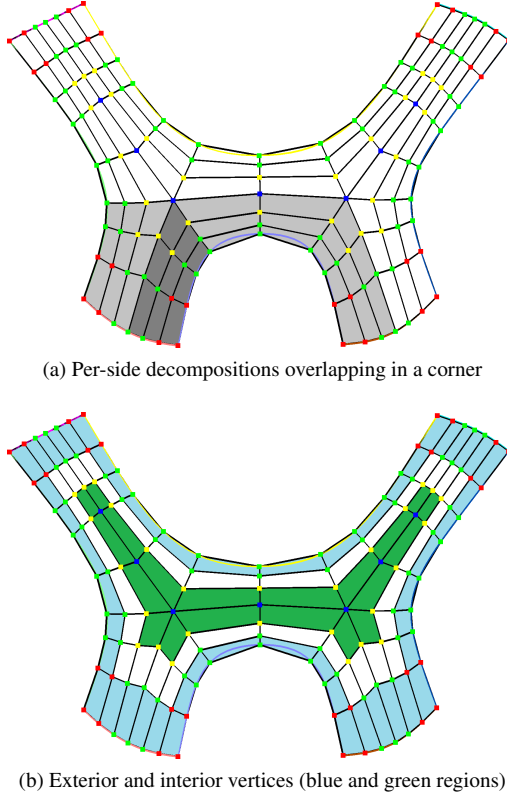 (a) Per-side decompositions overlapping in a corner
(b) Exterior and interior vertices (blue and green regions)